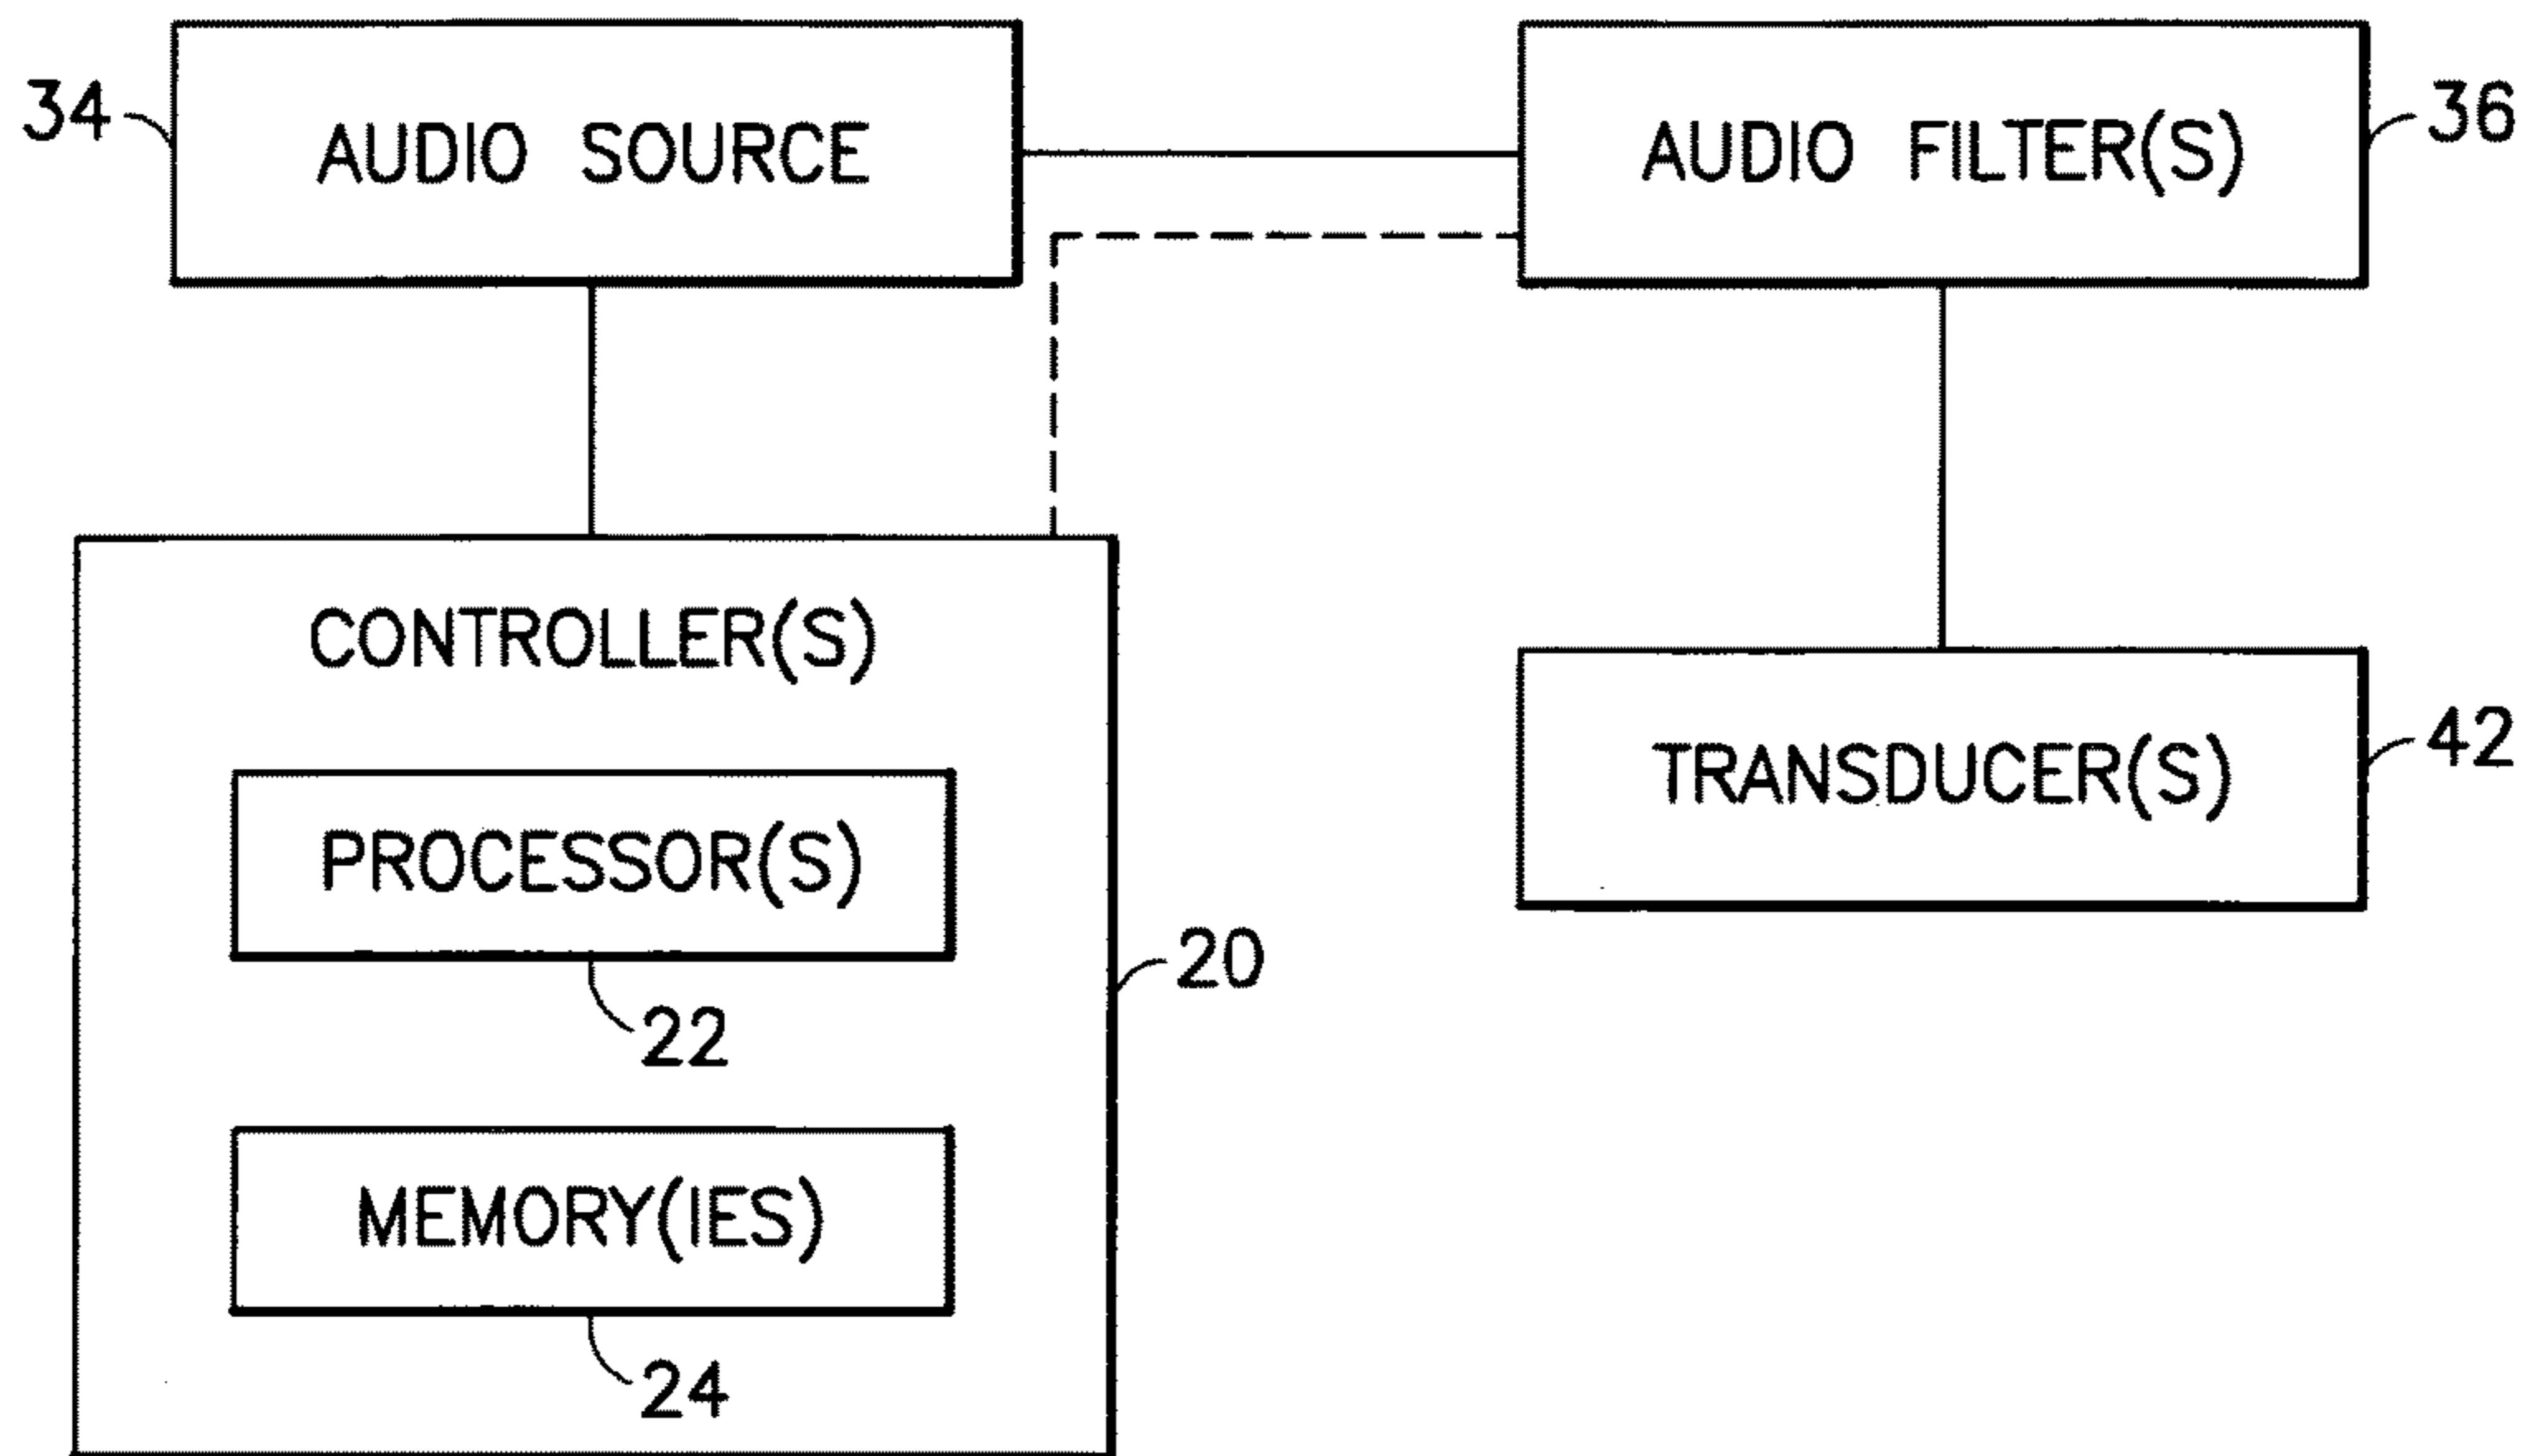 34
AUDIO SOURCE
AUDIO FILTER(S)
36
CONTROLLER(S)
PROCESSOR(S)
22
MEMORY(IES)
24
20
TRANSDUCER(S)
42